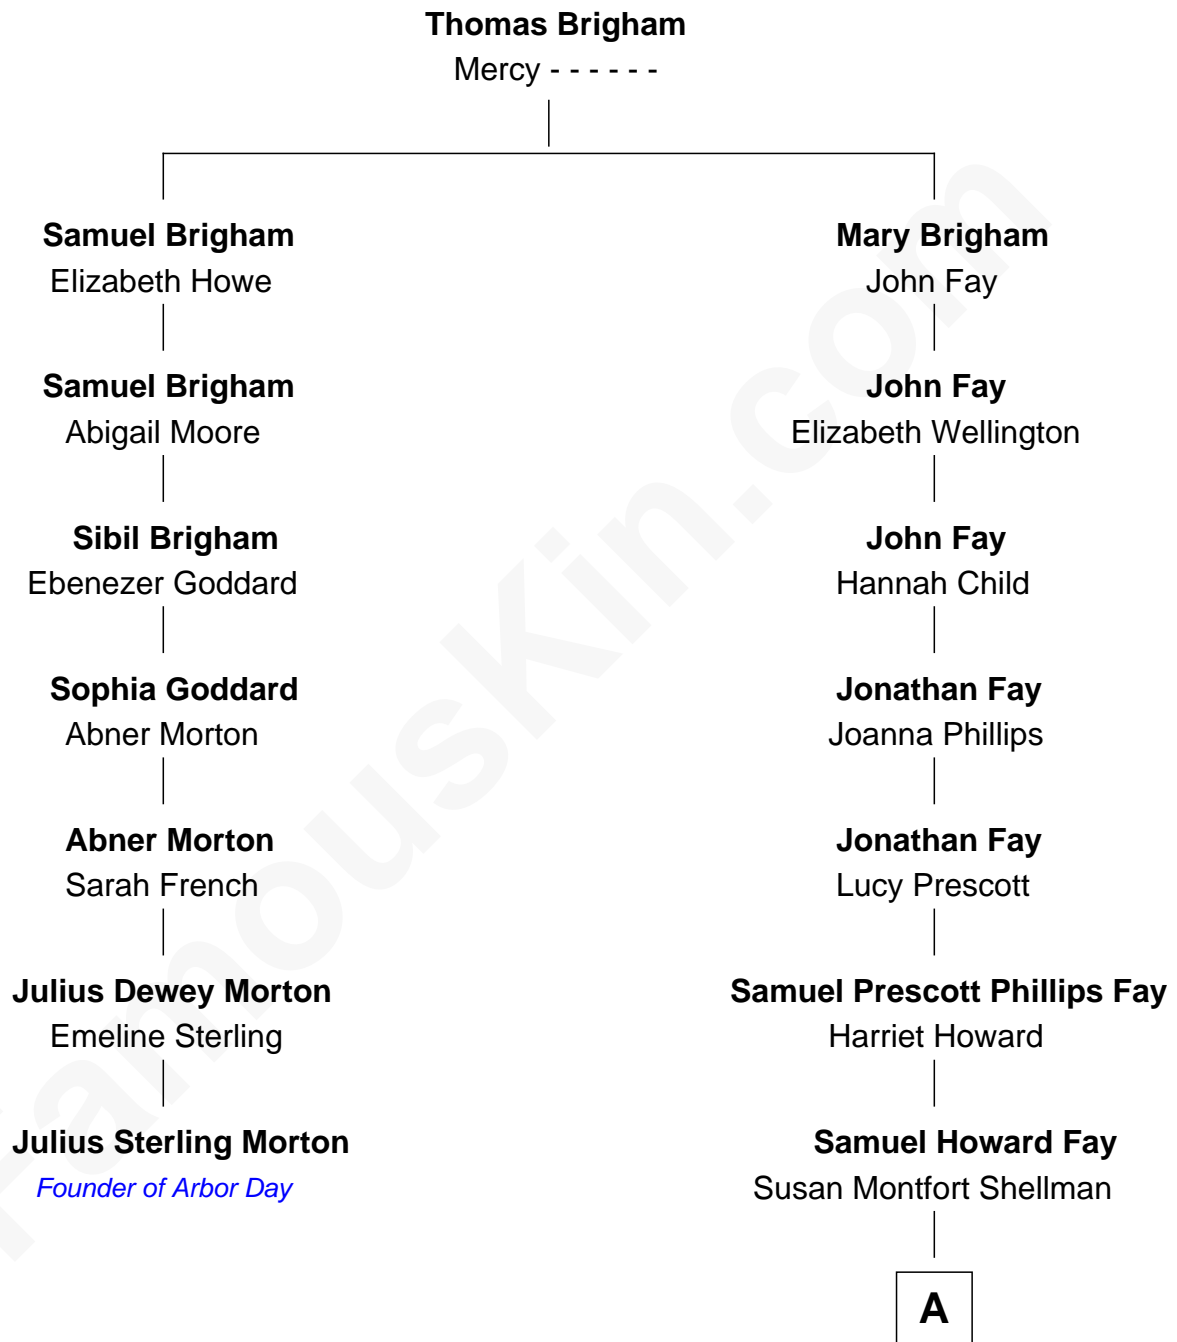 Thomas Brigham
Mercy - - - - - -
Samuel Brigham
Elizabeth Howe
Mary Brigham
John Fay
Samuel Brigham
Abigail Moore
John Fay
Elizabeth Wellington
Sibil Brigham
Ebenezer Goddard
John Fay
Hannah Child
Sophia Goddard
Abner Morton
Jonathan Fay
Joanna Phillips
Abner Morton
Sarah French
Jonathan Fay
Lucy Prescott
Julius Dewey Morton
Emeline Sterling
Samuel Prescott Phillips Fay
Harriet Howard
Julius Sterling Morton
Founder of Arbor Day
Samuel Howard Fay
Susan Montfort Shellman
A
FamousKin.com